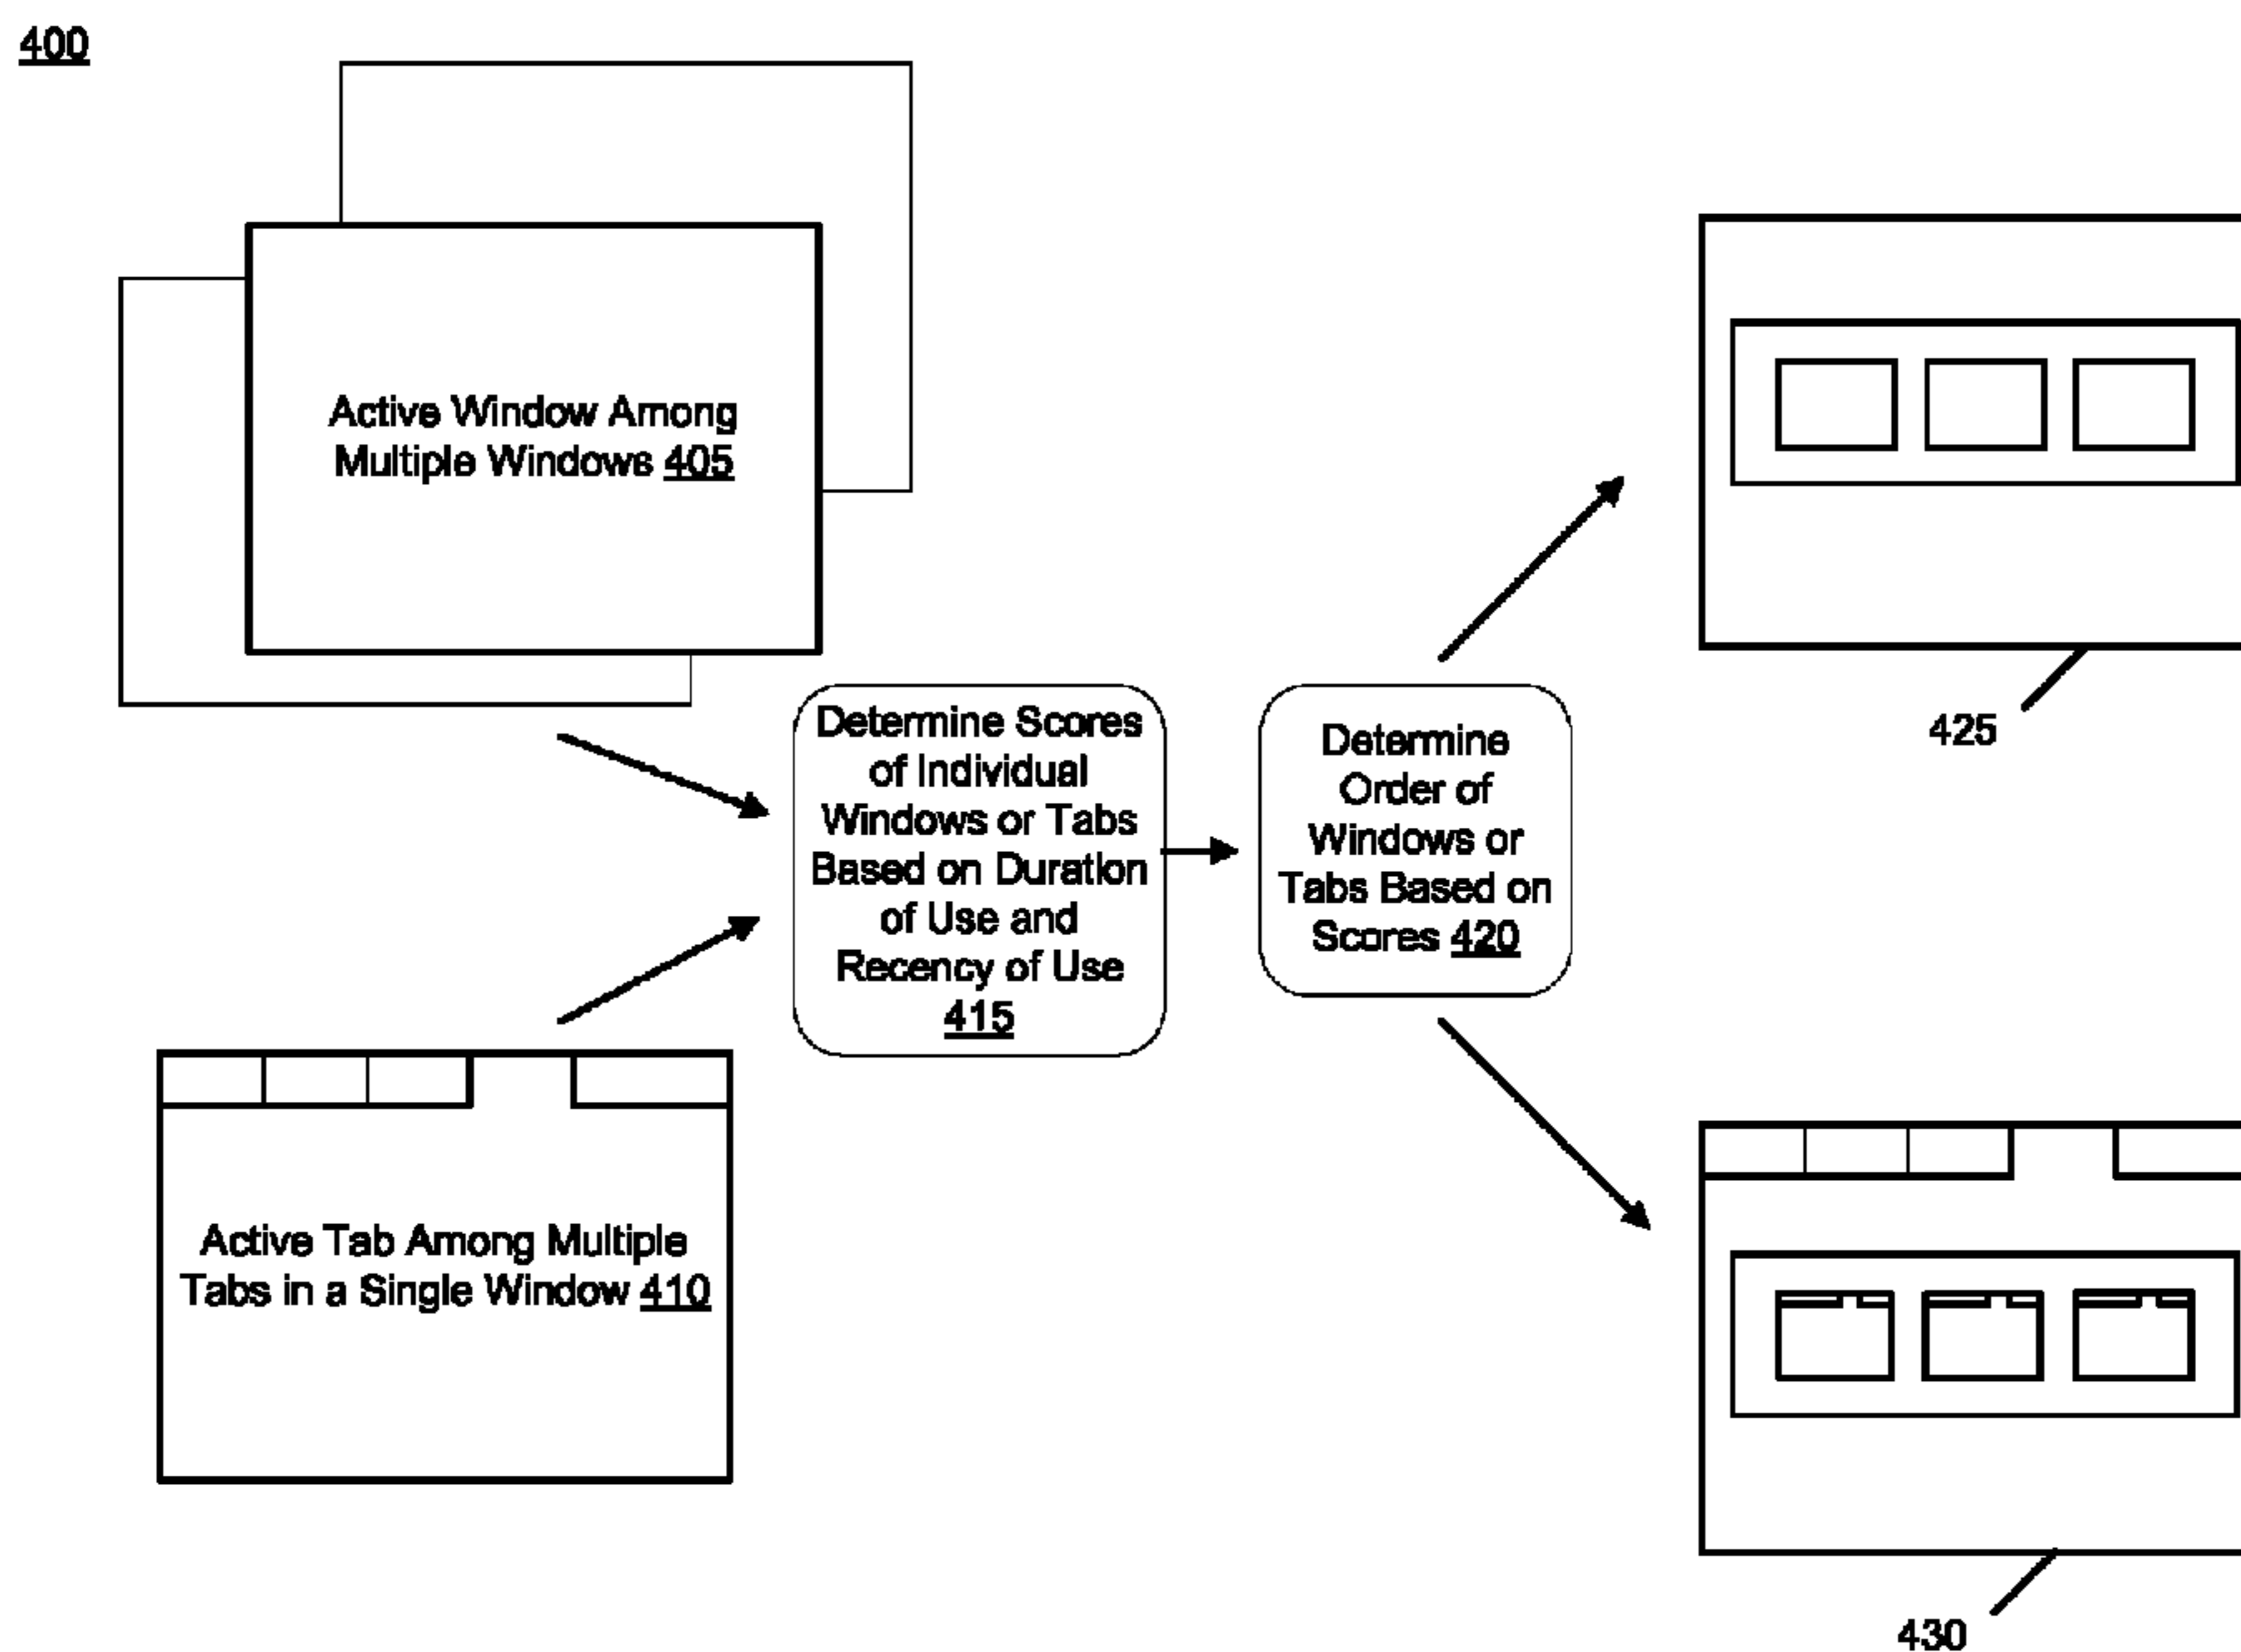 400
Active Window Among
Multiple Windows 405
Determine Scores
of Individual
Windows or Tabs
Based on Duration
of Use and
Recency of Use
415
Determine
Order of
Windows or
Tabs Based on
Scores 420
425
Active Tab Among Multiple
Tabs in a Single Window 410
430